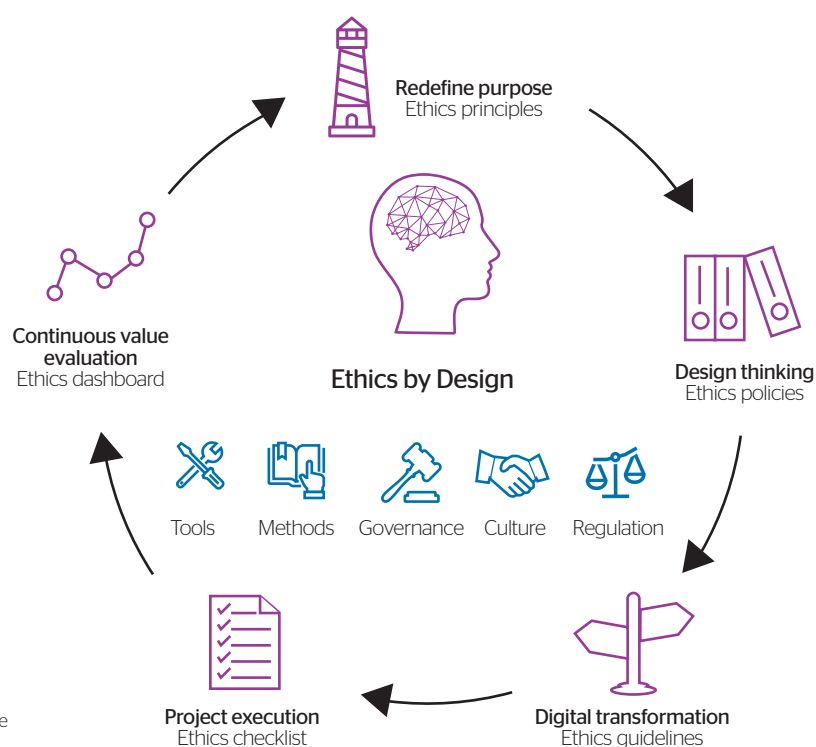 Redefine purpose
Ethics principles
Continuous value
evaluation
Ethics dashboard
Ethics by Design
Design thinking
Ethics policies
Tools
Methods
Governance
Culture
Regulation
Project execution
Ethics checklist
Digital transformation
Ethics guidelines
e